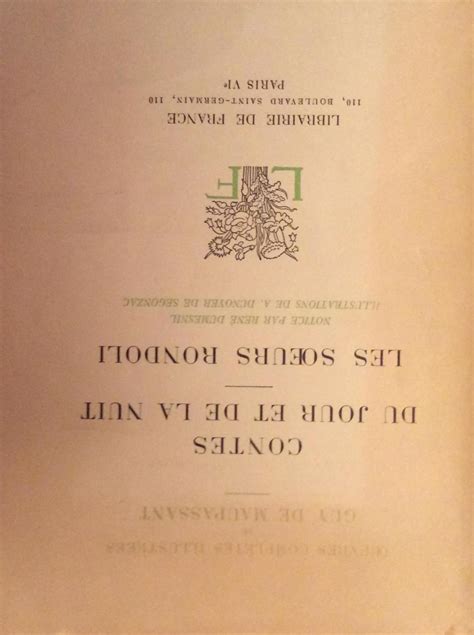 ŒUVRES COMPLÈTES ILLUSTRÉES
DE
GUY DE MAUPASSANT
CONTES
DU JOUR ET DE LA NUIT
LES SŒURS RONDOLI
NOTICE PAR RENÉ DUMESNIL
ILLUSTRATIONS DE A. DUNOYER DE SEGONZAC
LF
LIBRAIRIE DE FRANCE
110, BOULEVARD SAINT-GERMAIN, 110
PARIS VIe